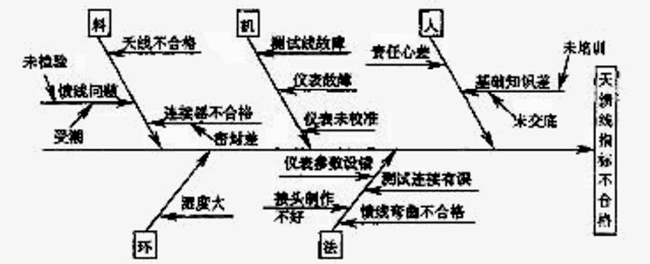 料
机
人
天线不合格
测试线故障
责任心差
未培训
未检验
馈线问题
仪表故障
基础知识差
连接器不合格
仪表未校准
未交底
受潮
密封差
天馈线指标不合格
仪表参数设错
测试连接有误
湿度大
接头制作
不好
馈线弯曲不合格
环
法